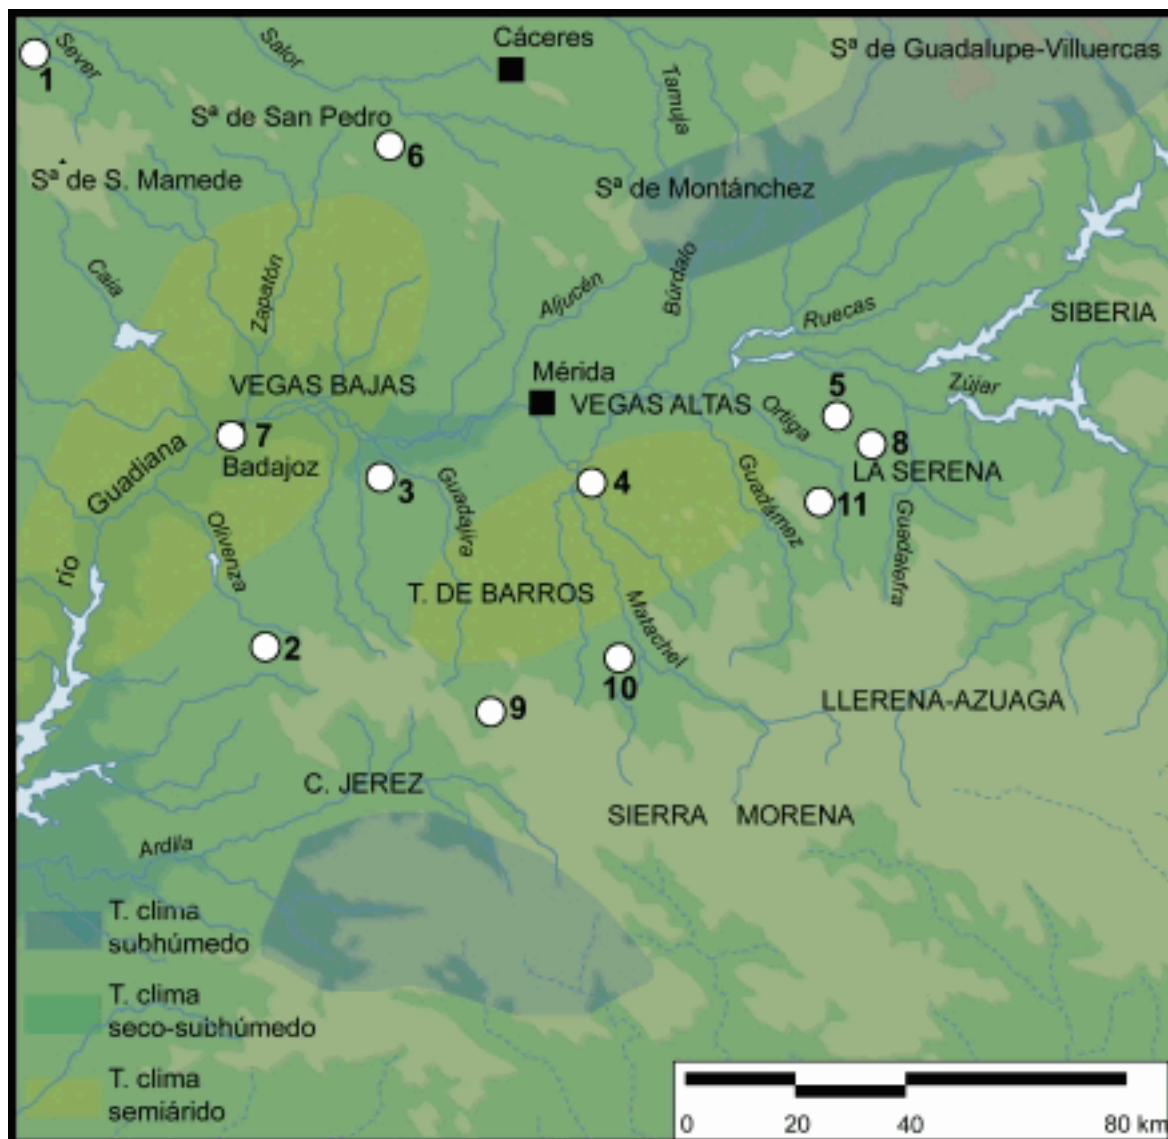 Sever
Salor
Cáceres
Sª de Guadalupe-Villuercas
1
Tamuja
Sª de San Pedro
6
Sª de S. Mamede
Sª de Montánchez
Caia
Zapatón
Aljucén
Búrdalo
Ruecas
SIBERIA
VEGAS BAJAS
Mérida
VEGAS ALTAS
5
Zújar
Ortiga
7
8
Badajoz
LA SERENA
río Guadiana
3
Guadajira
4
Guadámez
11
Guadalefra
Olivenza
T. DE BARROS
Matachel
2
10
9
LLERENA-AZUAGA
C. JEREZ
SIERRA MORENA
Ardila
T. clima
subhúmedo
T. clima
seco-subhúmedo
T. clima
semiárido
0 20 40 80 km